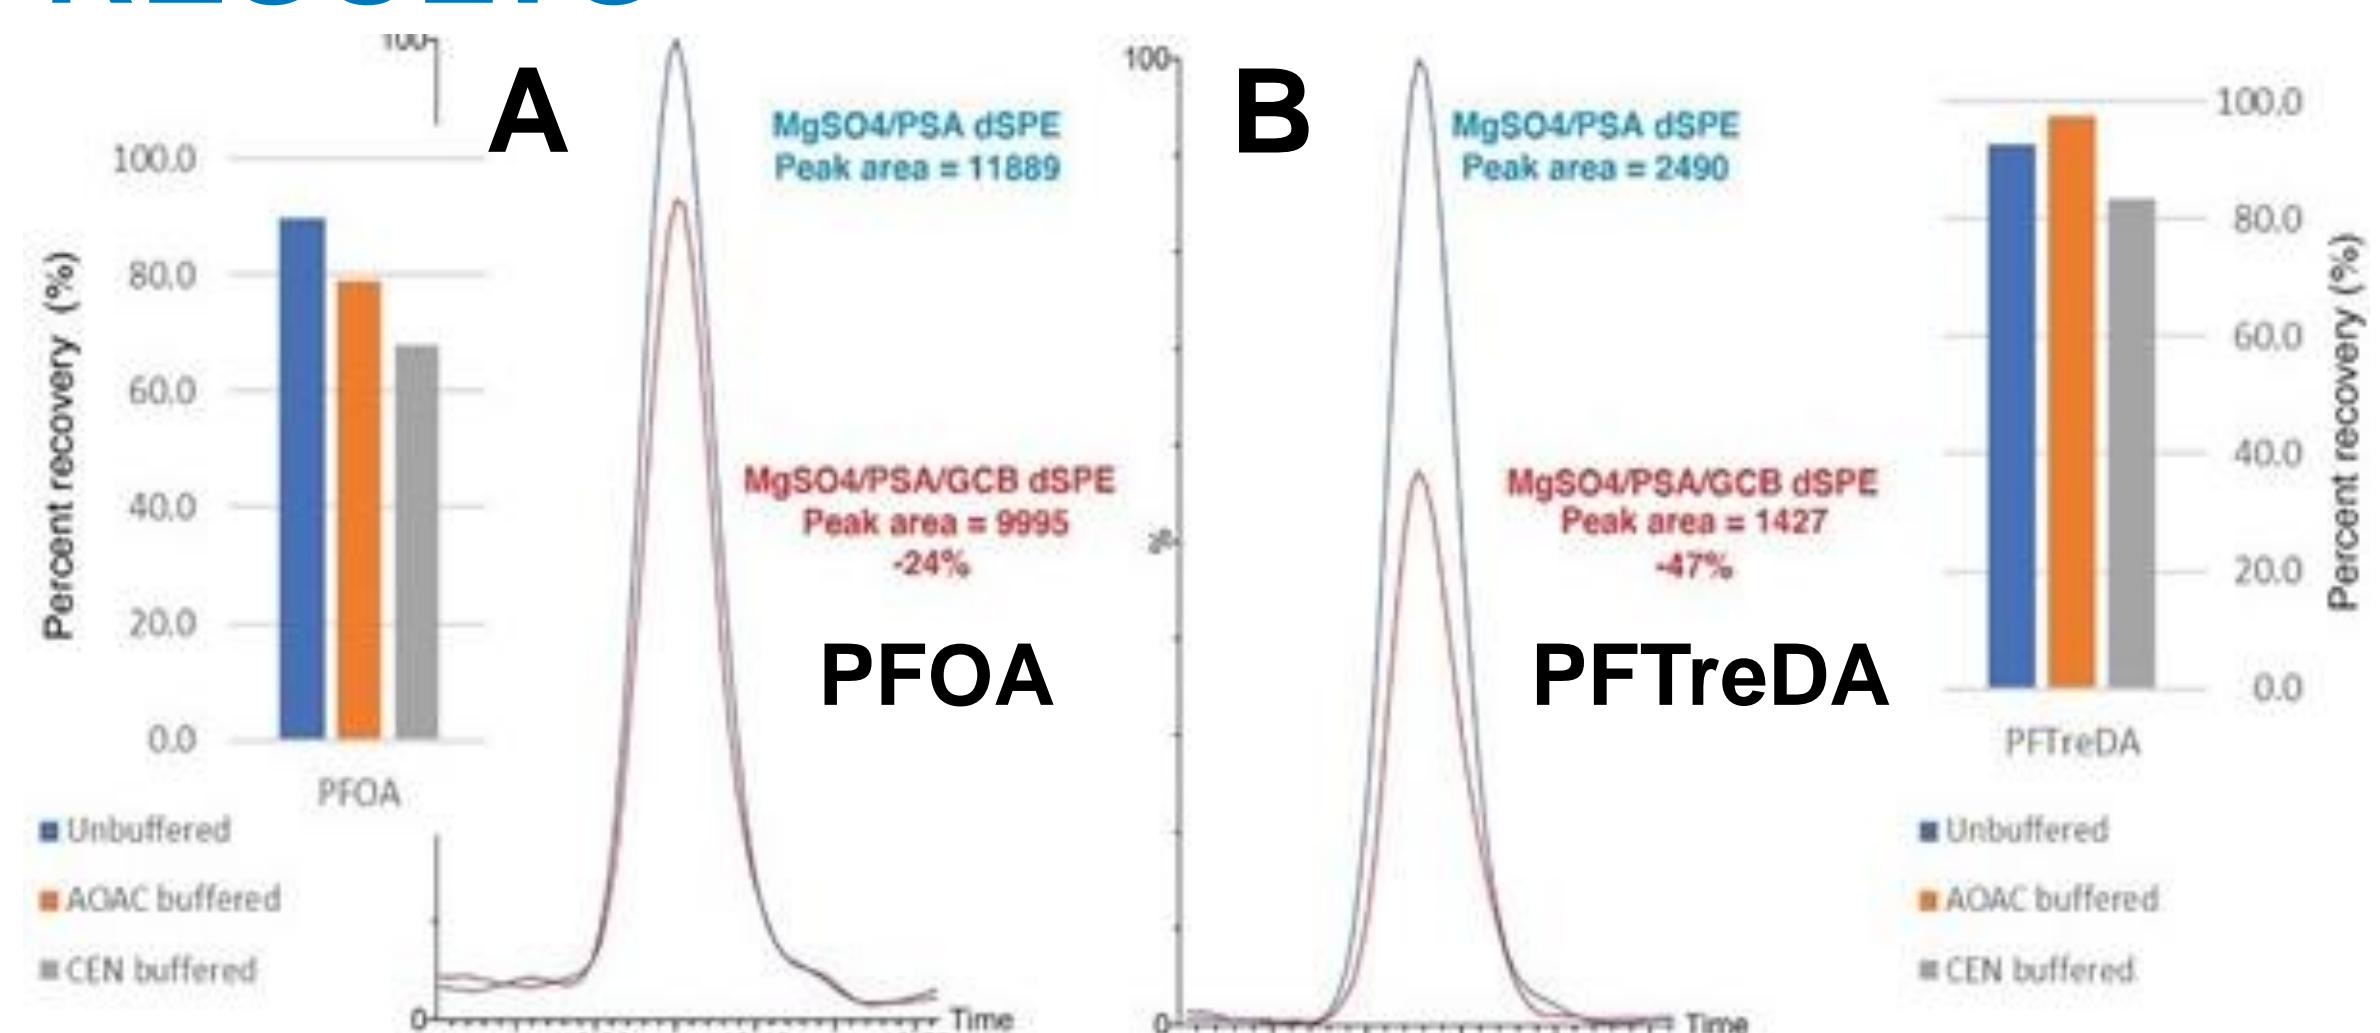 RESULTS
A
100
MgSO4/PSA dSPE
Peak area = 11889
MgSO4/PSA/GCB dSPE
Peak area = 9995
-24%
PFOA
0
Time
Percent recovery (%)
100.0
80.0
60.0
40.0
20.0
0.0
PFOA
Unbuffered
AOAC buffered
CEN buffered
B
100
%
0
MgSO4/PSA dSPE
Peak area = 2490
MgSO4/PSA/GCB dSPE
Peak area = 1427
-47%
PFTreDA
Time
100.0
80.0
60.0
40.0
20.0
0.0
Percent recovery (%)
PFTreDA
Unbuffered
AOAC buffered
CEN buffered